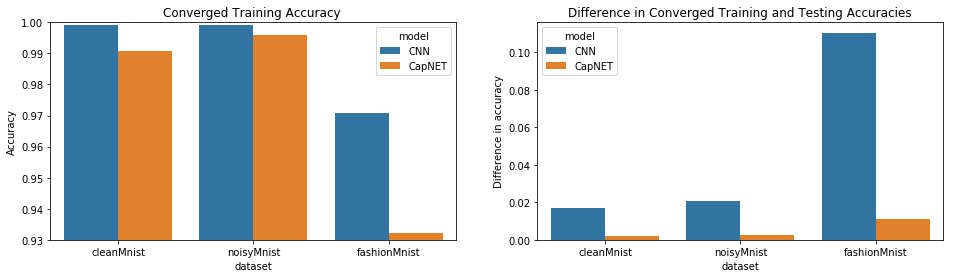 Converged Training Accuracy
Accuracy
1.00
0.99
0.98
0.97
0.96
0.95
0.94
0.93
model
CNN
CapNET
cleanMnist noisyMnist fashionMnist
dataset
Difference in Converged Training and Testing Accuracies
Difference in accuracy
0.10
0.08
0.06
0.04
0.02
0.00
model
CNN
CapNET
cleanMnist noisyMnist fashionMnist
dataset